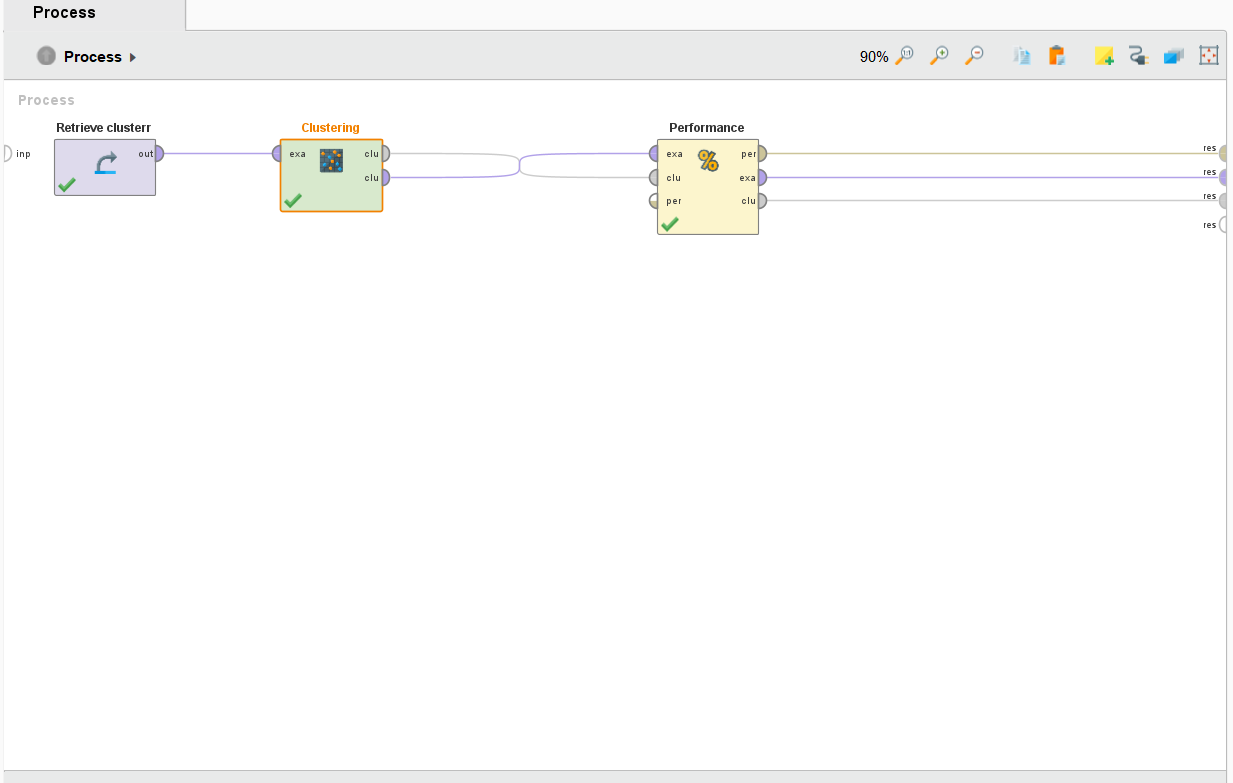 Process
Process
90%
Process
Retrieve clusterr
Clustering
Performance
inp
out
exa
clu
clu
exa
clu
per
per
exa
clu
res
res
res
res